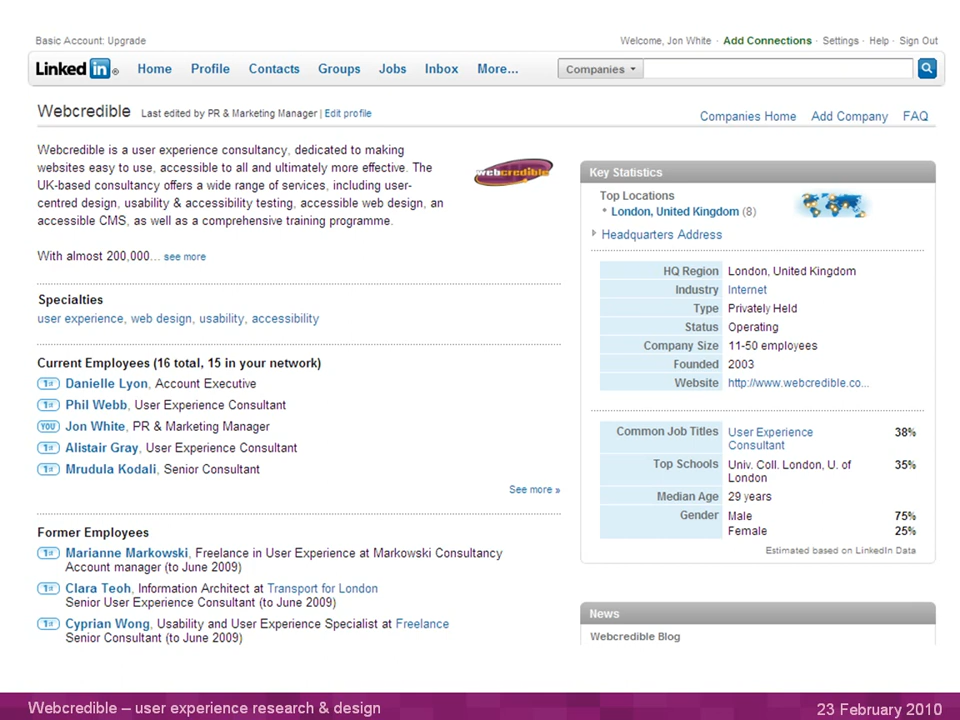 Basic Account: Upgrade
Welcome, Jon White · Add Connections · Settings · Help · Sign Out
Linked in ®
Home Profile Contacts Groups Jobs Inbox More... Companies
Webcredible Last edited by PR & Marketing Manager | Edit profile
Companies Home Add Company FAQ
Webcredible is a user experience consultancy, dedicated to making
websites easy to use, accessible to all and ultimately more effective. The
UK-based consultancy offers a wide range of services, including user-
centred design, usability & accessibility testing, accessible web design, an
accessible CMS, as well as a comprehensive training programme.
With almost 200,000... see more
webcredible
Specialties
user experience, web design, usability, accessibility
Current Employees (16 total, 15 in your network)
1st Danielle Lyon, Account Executive
1st Phil Webb, User Experience Consultant
YOU Jon White, PR & Marketing Manager
1st Alistair Gray, User Experience Consultant
1st Mrudula Kodali, Senior Consultant
See more »
Former Employees
1st Marianne Markowski, Freelance in User Experience at Markowski Consultancy
Account manager (to June 2009)
1st Clara Teoh, Information Architect at Transport for London
Senior User Experience Consultant (to June 2009)
1st Cyprian Wong, Usability and User Experience Specialist at Freelance
Senior Consultant (to June 2009)
Key Statistics
Top Locations
• London, United Kingdom (8)
Headquarters Address
HQ Region London, United Kingdom
Industry Internet
Type Privately Held
Status Operating
Company Size 11-50 employees
Founded 2003
Website http://www.webcredible.co...
Common Job Titles User Experience 38%
Consultant
Top Schools Univ. Coll. London, U. of 35%
London
Median Age 29 years
Gender Male 75%
Female 25%
Estimated based on LinkedIn Data
News
Webcredible Blog
Webcredible – user experience research & design
23 February 2010